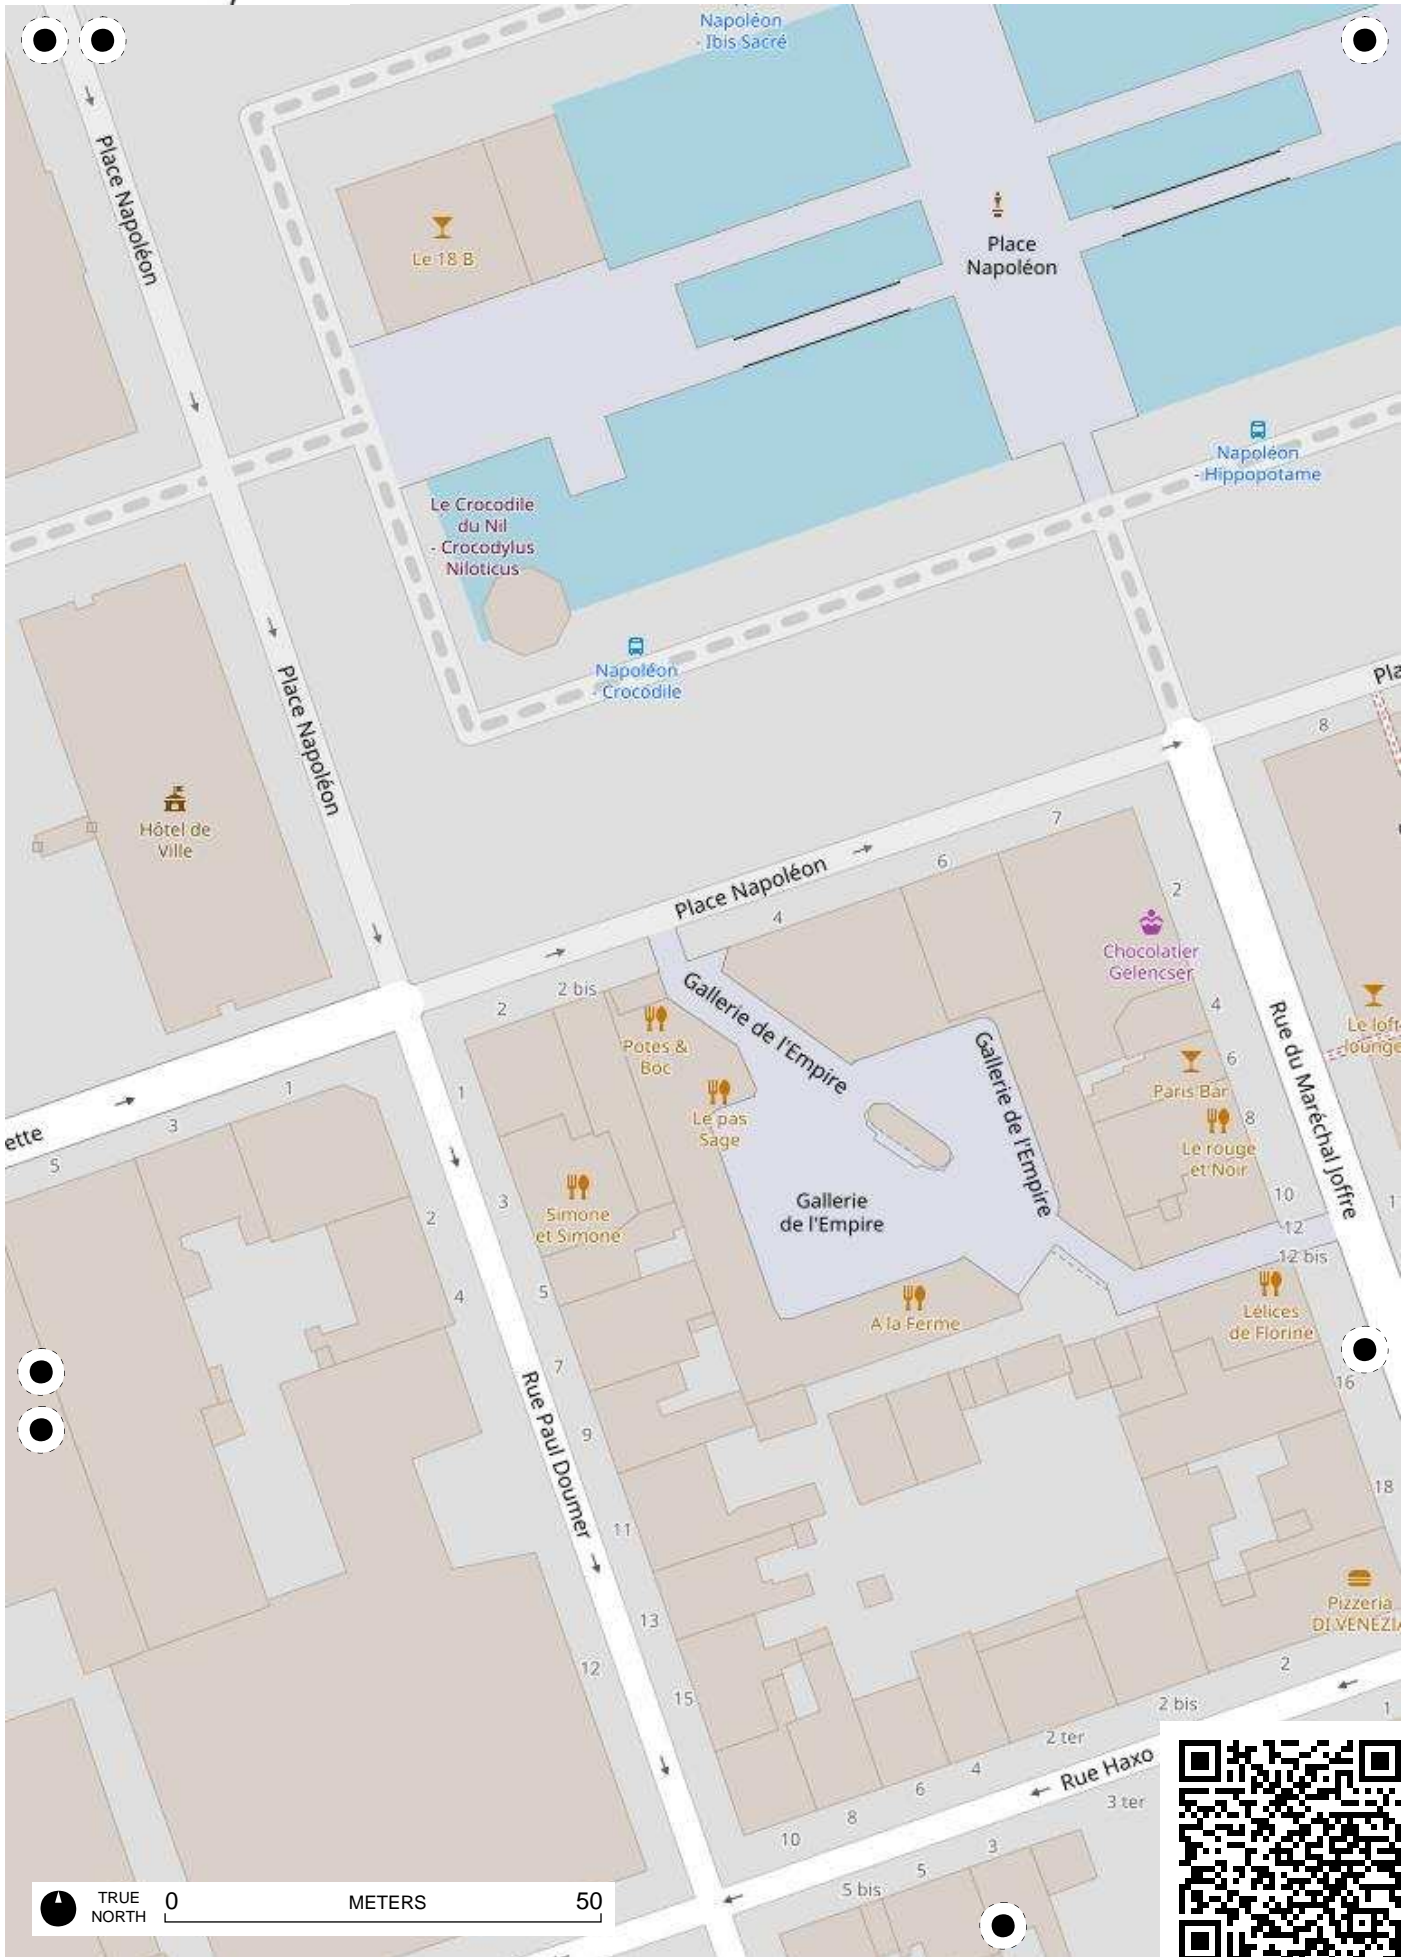 Napoléon
- Ibis Sacré
Place Napoléon
Le 18 B
Place
Napoléon
Napoléon
- Hippopotame
Le Crocodile
du Nil
- Crocodylus
Niloticus
Napoléon
- Crocodile
Place Napoléon
Hôtel de
Ville
8
7
6
4
Place Napoléon
2
Chocolatier
Gelencser
2 bis
2
Gallerie de l'Empire
Potes &
Boc
4
Le loft
lounge
Rue du Maréchal Joffre
Gallerie de l'Empire
6
Paris Bar
1
1
3
5
ette
Le pas
Sage
8
Le rouge
et Noir
3
2
Simone
et Simone
Gallerie
de l'Empire
10
12
12 bis
5
4
A la Ferme
Lélices
de Florine
7
Rue Paul Doumer
16
9
18
11
Pizzeria
DI VENEZIA
13
12
15
2
2 bis
1
2 ter
Rue Haxo
4
6
3 ter
8
10
3
5
5 bis
TRUE
NORTH
0
METERS
50